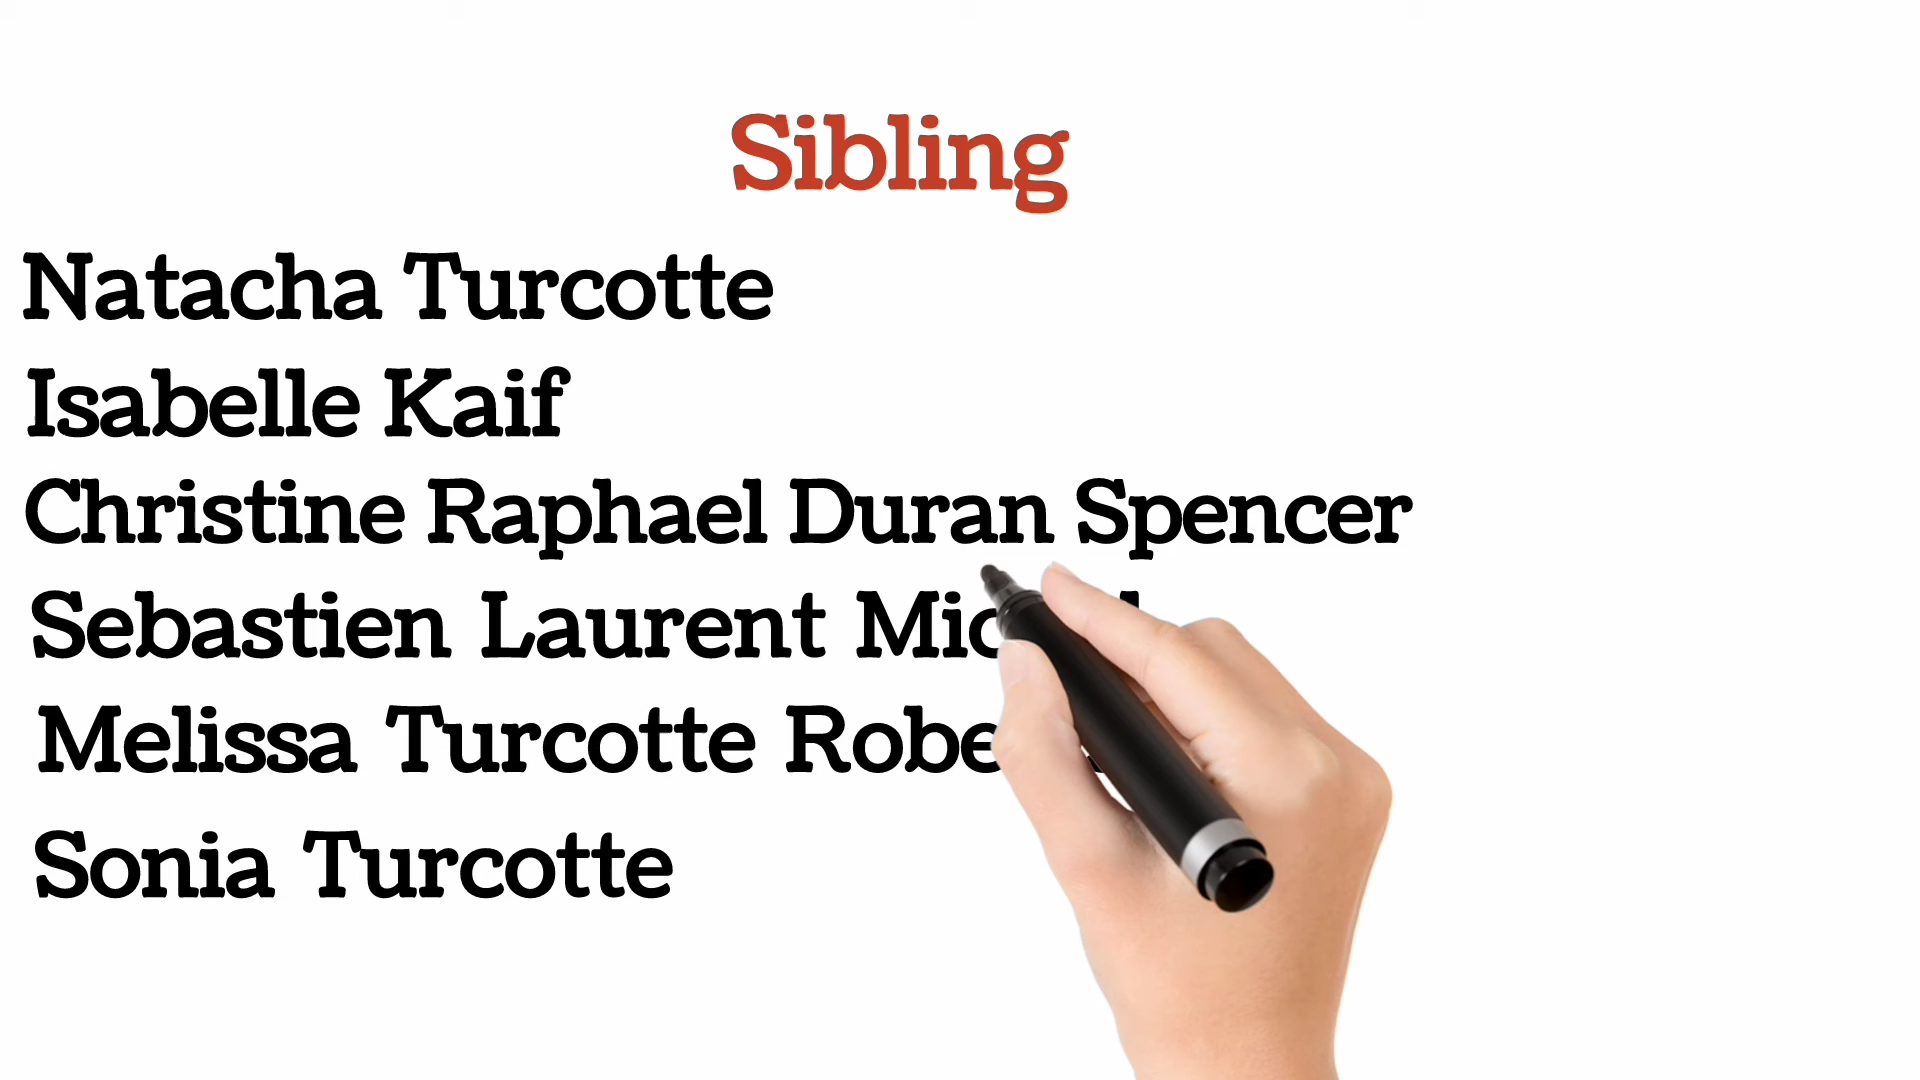 Sibling
Natacha Turcotte
Isabelle Kaif
Christine Raphael Duran Spencer
Sebastien Laurent
Melissa Turcotte
Sonia Turcotte